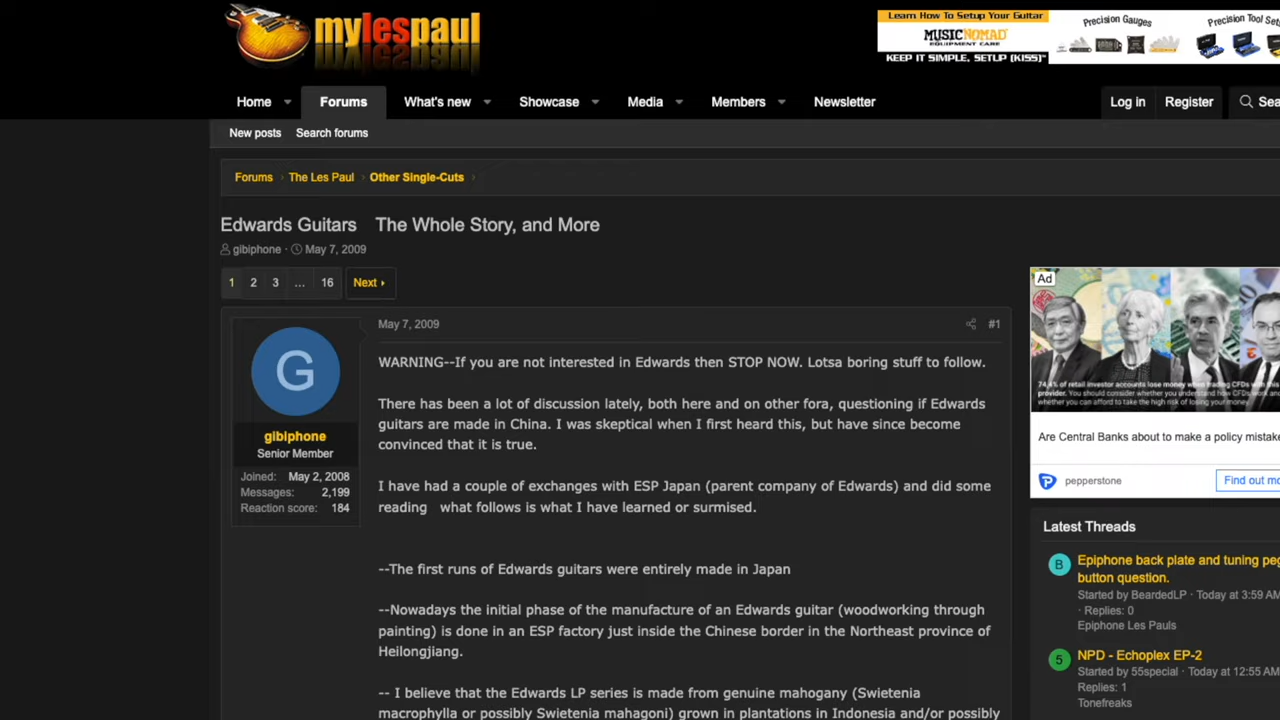 mylespaul
Learn How To Setup Your Guitar
MUSICNOMAD
EQUIPMENT CARE
KEEP IT SIMPLE, SETUP (KISS)™
Precision Gauges
Precision Tool Set
Home
Forums
What's new
Showcase
Media
Members
Newsletter
Log in
Register
Sea
New posts
Search forums
Forums
The Les Paul
Other Single-Cuts
Edwards Guitars The Whole Story, and More
gibiphone · May 7, 2009
1 2 3 … 16 Next
May 7, 2009
#1
G
gibiphone
Senior Member
Joined: May 2, 2008
Messages: 2,199
Reaction score: 184
WARNING--If you are not interested in Edwards then STOP NOW. Lotsa boring stuff to follow.
There has been a lot of discussion lately, both here and on other fora, questioning if Edwards
guitars are made in China. I was skeptical when I first heard this, but have since become
convinced that it is true.
I have had a couple of exchanges with ESP Japan (parent company of Edwards) and did some
reading what follows is what I have learned or surmised.
--The first runs of Edwards guitars were entirely made in Japan
--Nowadays the initial phase of the manufacture of an Edwards guitar (woodworking through
painting) is done in an ESP factory just inside the Chinese border in the Northeast province of
Heilongjiang.
-- I believe that the Edwards LP series is made from genuine mahogany (Swietenia
macrophylla or possibly Swietenia mahagoni) grown in plantations in Indonesia and/or possibly
Ad
74.4% of retail investor accounts lose money when trading CFDs with this
provider. You should consider whether you understand how CFDs work and
whether you can afford to take the high risk of losing your money.
Are Central Banks about to make a policy mistake
pepperstone
Find out mo
Latest Threads
B
Epiphone back plate and tuning peg
button question.
Started by BeardedLP · Today at 3:59 AM
· Replies: 0
Epiphone Les Pauls
5
NPD - Echoplex EP-2
Started by 55special · Today at 12:55 AM
Replies: 1
Tonefreaks